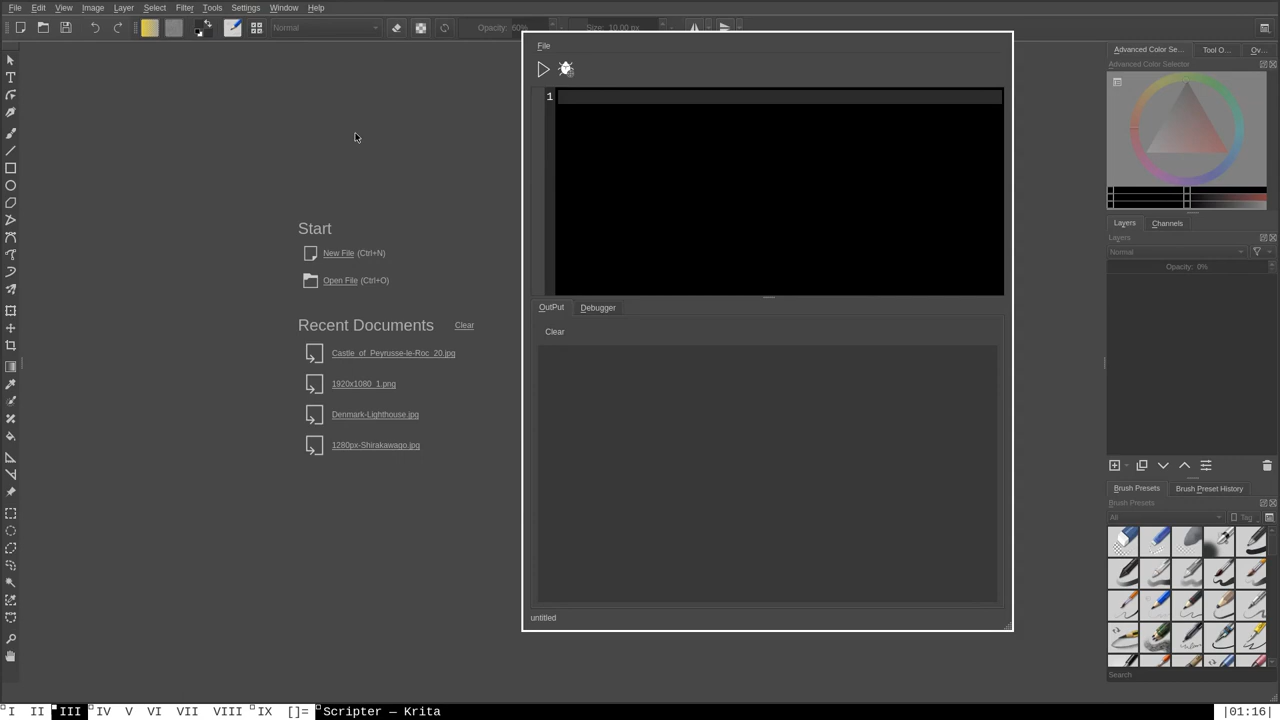 File Edit View Image Layer Select Filter Tools Settings Window Help
Normal Opacity: 60% Size: 10.00 px
File
1
OutPut Debugger
Clear
untitled
Start
New File (Ctrl+N)
Open File (Ctrl+O)
Recent Documents Clear
Castle_of_Peyrusse-le-Roc_20.jpg
1920x1080_1.png
Denmark-Lighthouse.jpg
1280px-Shirakawago.jpg
Advanced Color Se... Tool O... Ov...
Advanced Color Selector
Layers Channels
Layers
Normal
Opacity: 0%
Brush Presets Brush Preset History
Brush Presets
All Tag
Search
I II III IV V VI VII VIII IX []= Scripter — Krita |01:16|